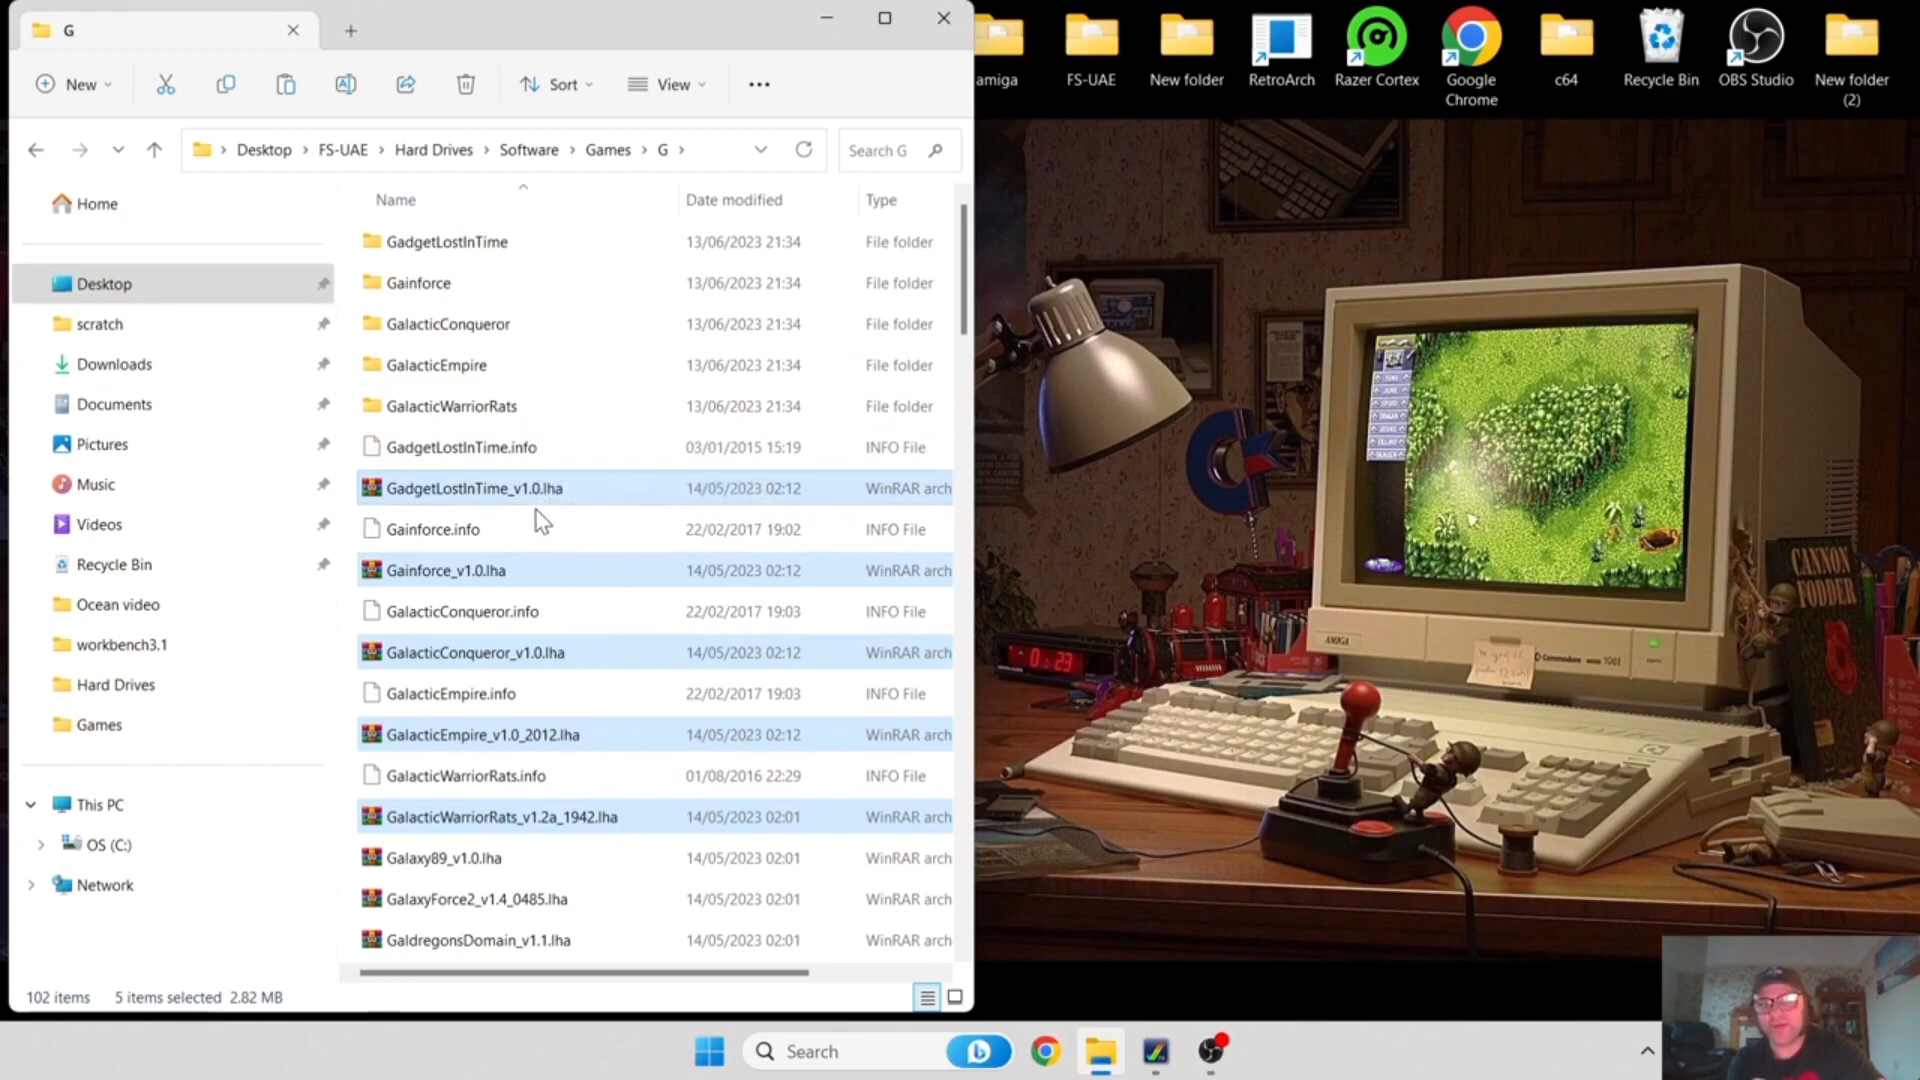 G
New
Sort
View
Desktop
FS-UAE
Hard Drives
Software
Games
G
Search G
Name
Date modified
Type
Home
Desktop
scratch
Downloads
Documents
Pictures
Music
Videos
Recycle Bin
Ocean video
workbench3.1
Hard Drives
Games
This PC
OS (C:)
Network
GadgetLostInTime 13/06/2023 21:34 File folder
Gainforce 13/06/2023 21:34 File folder
GalacticConqueror 13/06/2023 21:34 File folder
GalacticEmpire 13/06/2023 21:34 File folder
GalacticWarriorRats 13/06/2023 21:34 File folder
GadgetLostInTime.info 03/01/2015 15:19 INFO File
GadgetLostInTime_v1.0.lha 14/05/2023 02:12 WinRAR arch
Gainforce.info 22/02/2017 19:02 INFO File
Gainforce_v1.0.lha 14/05/2023 02:12 WinRAR arch
GalacticConqueror.info 22/02/2017 19:03 INFO File
GalacticConqueror_v1.0.lha 14/05/2023 02:12 WinRAR arch
GalacticEmpire.info 22/02/2017 19:03 INFO File
GalacticEmpire_v1.0_2012.lha 14/05/2023 02:12 WinRAR arch
GalacticWarriorRats.info 01/08/2016 22:29 INFO File
GalacticWarriorRats_v1.2a_1942.lha 14/05/2023 02:01 WinRAR arch
Galaxy89_v1.0.lha 14/05/2023 02:01 WinRAR arch
GalaxyForce2_v1.4_0485.lha 14/05/2023 02:01 WinRAR arch
GaldregonsDomain_v1.1.lha 14/05/2023 02:01 WinRAR arch
102 items 5 items selected 2.82 MB
amiga
FS-UAE
New folder
RetroArch
Razer Cortex
Google
Chrome
c64
Recycle Bin
OBS Studio
New folder
(2)
AMIGA
Commodore 1081
CANNON
FODDER
0:23
Search